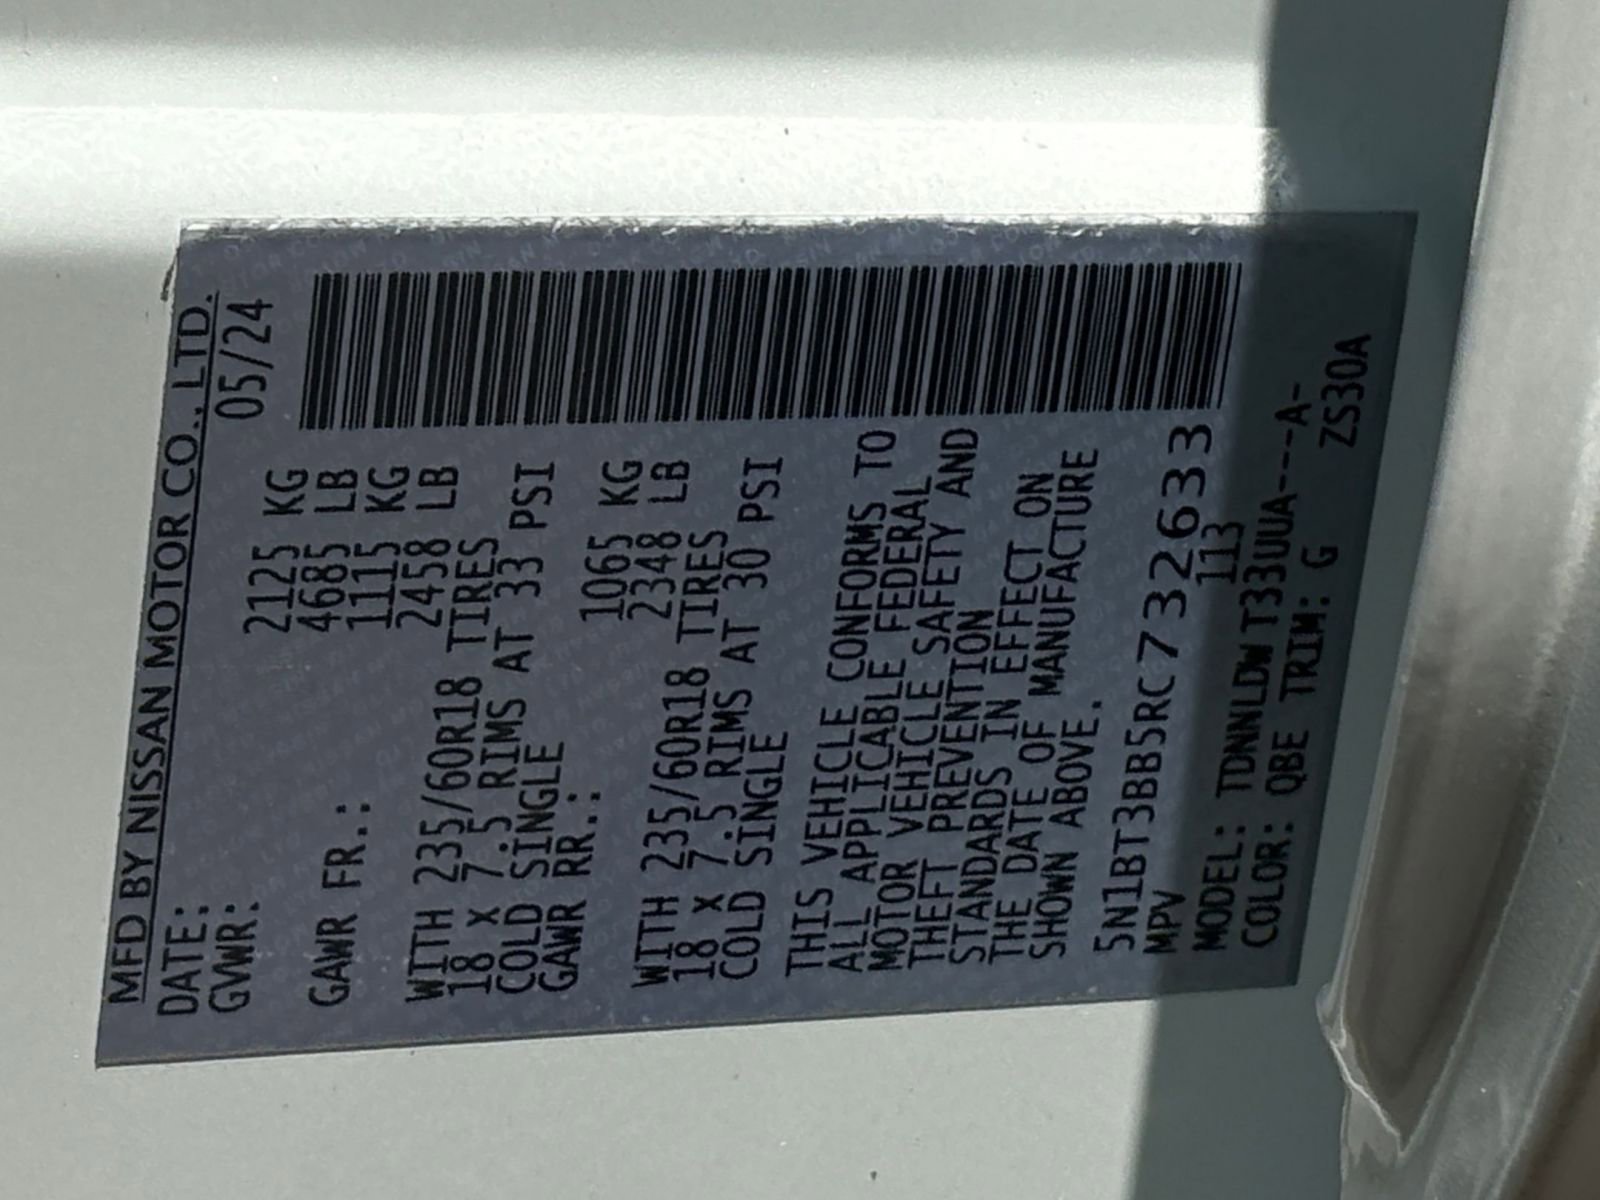 MFD BY NISSAN MOTOR CO., LTD.
DATE: 05/24
GVWR: 2125 KG
4685 LB
GAWR FR.: 1115 KG
2458 LB
WITH 235/60R18 TIRES
18 x 7.5 RIMS AT 33 PSI
COLD SINGLE
GAWR RR.: 1065 KG
2348 LB
WITH 235/60R18 TIRES
18 x 7.5 RIMS AT 30 PSI
COLD SINGLE
THIS VEHICLE CONFORMS TO
ALL APPLICABLE FEDERAL
MOTOR VEHICLE SAFETY AND
THEFT PREVENTION
STANDARDS IN EFFECT ON
THE DATE OF MANUFACTURE
SHOWN ABOVE.
5N1BT3BB5RC732633
MPV 113
MODEL: TDNNLDW T33UUA---A-
COLOR: QBE TRIM: G ZS30A